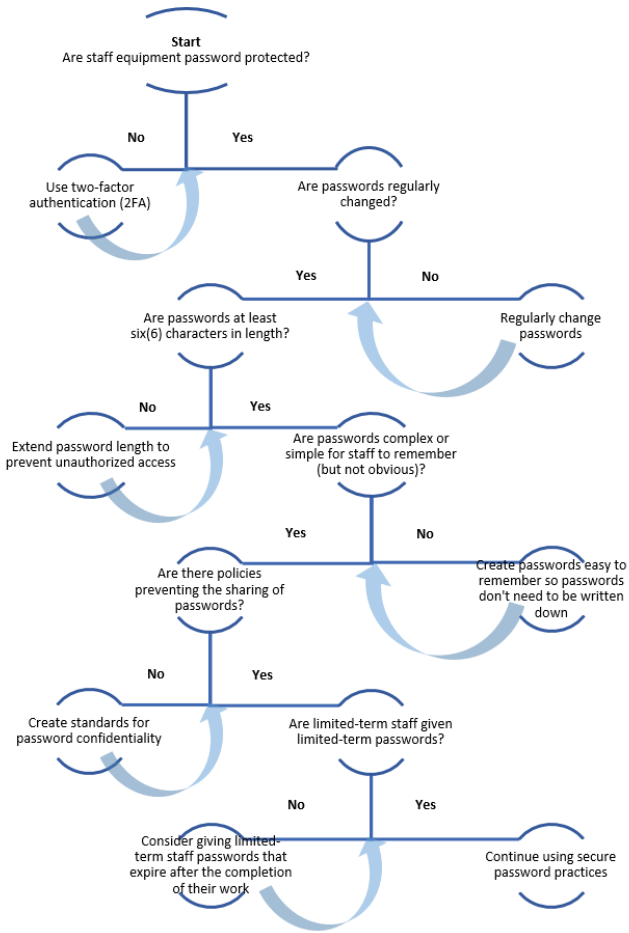 Start
Are staff equipment password protected?
No
Yes
Use two-factor
authentication (2FA)
Are passwords regularly
changed?
Yes
No
Are passwords at least
six(6) characters in length?
Regularly change
passwords
No
Yes
Extend password length to
prevent unauthorized access
Are passwords complex or
simple for staff to remember
(but not obvious)?
Yes
No
Are there policies
preventing the sharing of
passwords?
Create passwords easy to
remember so passwords
don't need to be written
down
No
Yes
Create standards for
password confidentiality
Are limited-term staff given
limited-term passwords?
No
Yes
Consider giving limited-
term staff passwords that
expire after the completion
of their work
Continue using secure
password practices